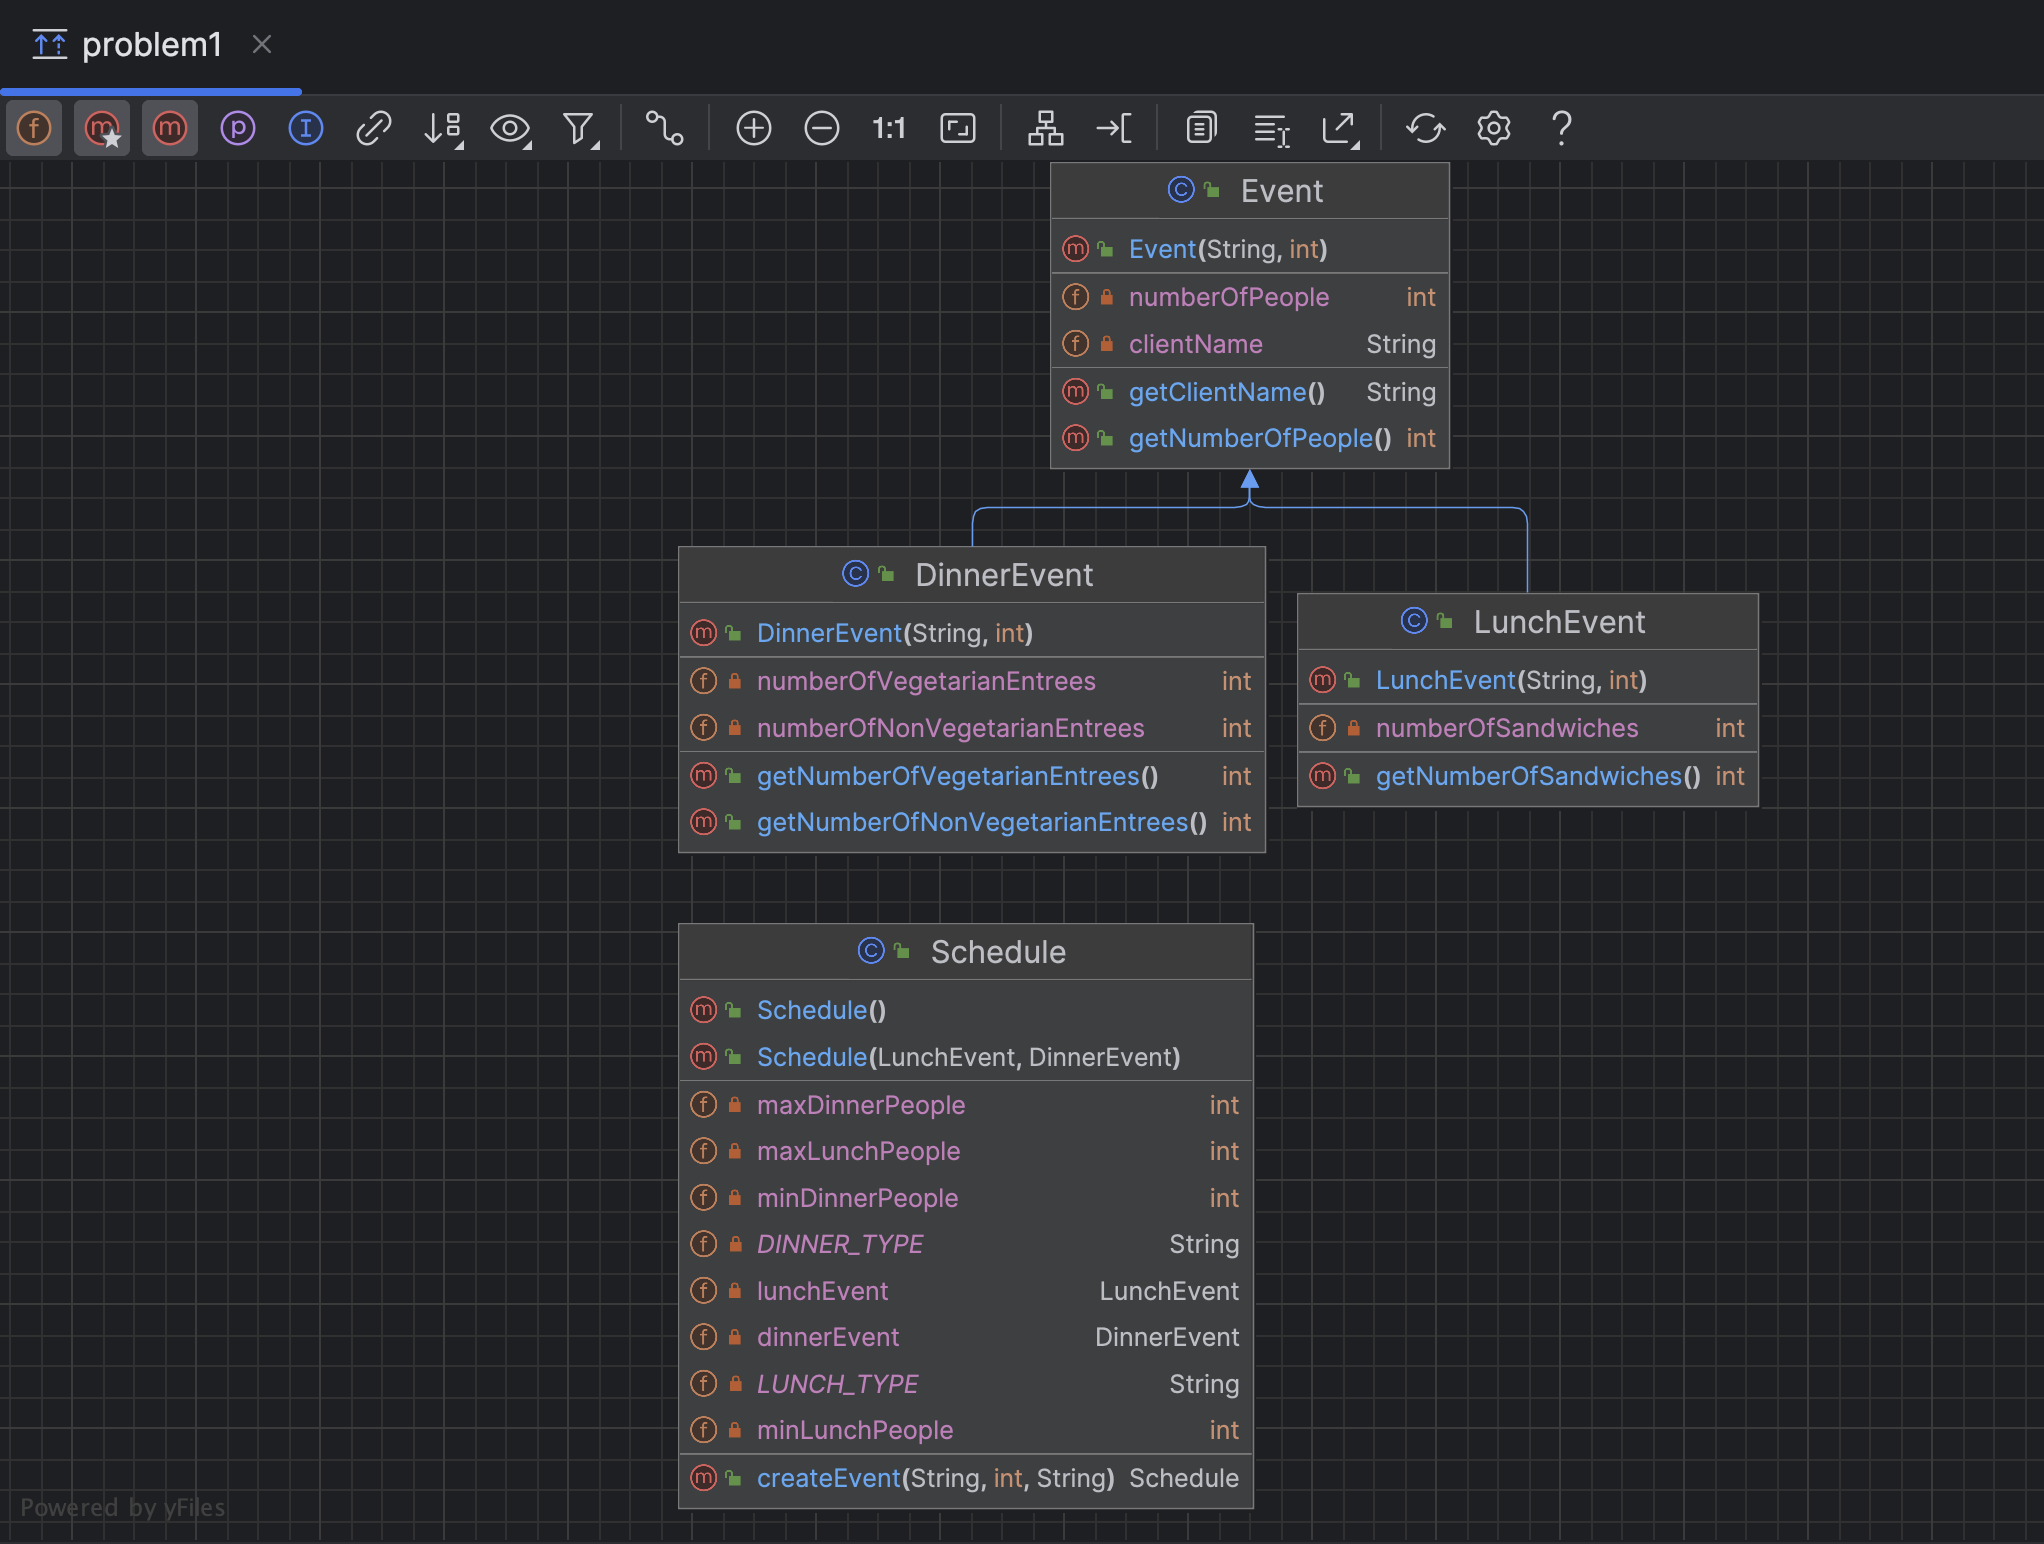 problem1
1:1
Event
Event(String, int)
numberOfPeople int
clientName String
getClientName() String
getNumberOfPeople() int
DinnerEvent
DinnerEvent(String, int)
numberOfVegetarianEntrees int
numberOfNonVegetarianEntrees int
getNumberOfVegetarianEntrees() int
getNumberOfNonVegetarianEntrees() int
LunchEvent
LunchEvent(String, int)
numberOfSandwiches int
getNumberOfSandwiches() int
Schedule
Schedule()
Schedule(LunchEvent, DinnerEvent)
maxDinnerPeople int
maxLunchPeople int
minDinnerPeople int
DINNER_TYPE String
lunchEvent LunchEvent
dinnerEvent DinnerEvent
LUNCH_TYPE String
minLunchPeople int
createEvent(String, int, String) Schedule
Powered by yFiles